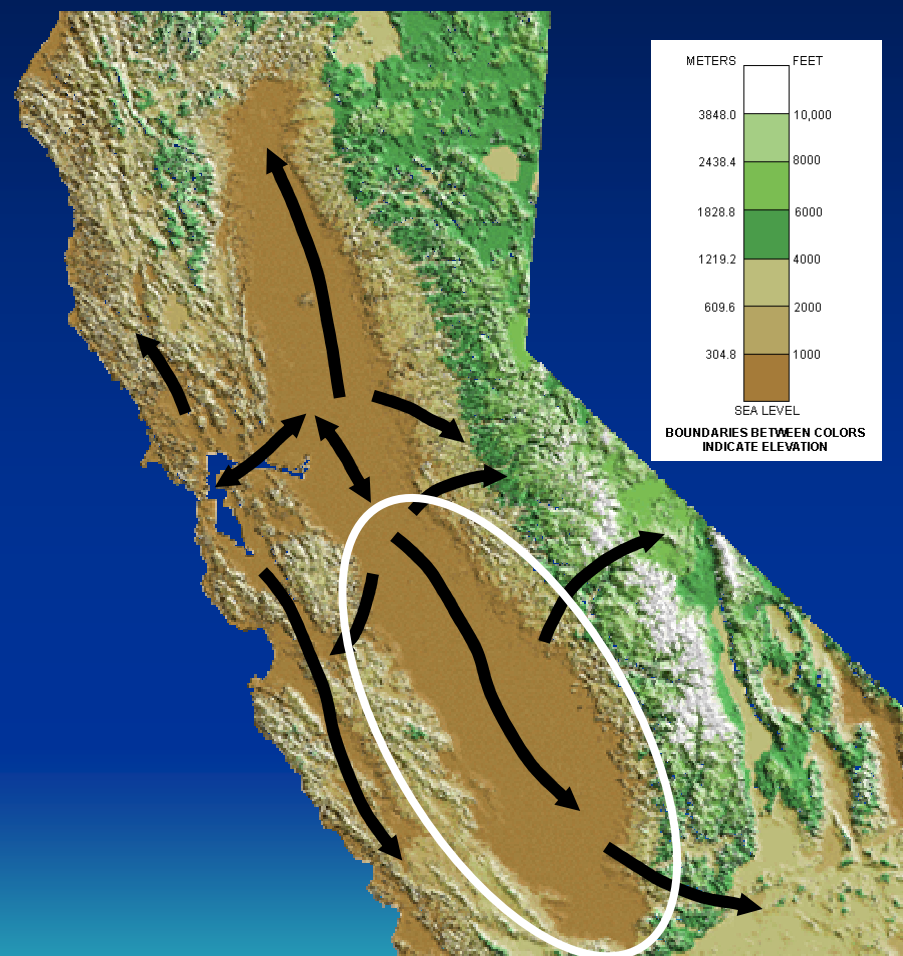 METERS FEET
3848.0 10,000
2438.4 8000
1828.8 6000
1219.2 4000
609.6 2000
304.8 1000
SEA LEVEL
BOUNDARIES BETWEEN COLORS
INDICATE ELEVATION